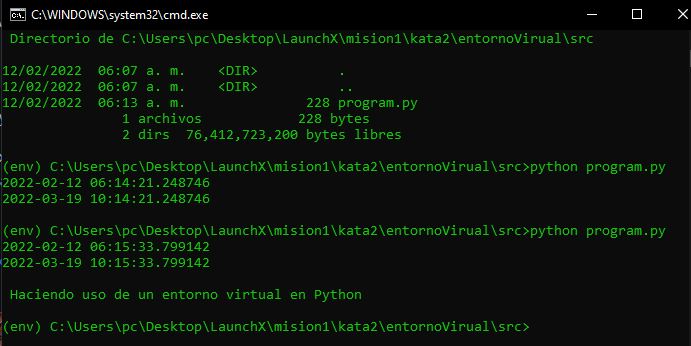 C:\WINDOWS\system32\cmd.exe
Directorio de C:\Users\pc\Desktop\LaunchX\mision1\kata2\entornoVirual\src
12/02/2022  06:07 a. m.    <DIR>          .
12/02/2022  06:07 a. m.    <DIR>          ..
12/02/2022  06:13 a. m.               228 program.py
1 archivos            228 bytes
2 dirs  76,412,723,200 bytes libres
(env) C:\Users\pc\Desktop\LaunchX\mision1\kata2\entornoVirual\src>python program.py
2022-02-12 06:14:21.248746
2022-03-19 10:14:21.248746
(env) C:\Users\pc\Desktop\LaunchX\mision1\kata2\entornoVirual\src>python program.py
2022-02-12 06:15:33.799142
2022-03-19 10:15:33.799142
Haciendo uso de un entorno virtual en Python
(env) C:\Users\pc\Desktop\LaunchX\mision1\kata2\entornoVirual\src>